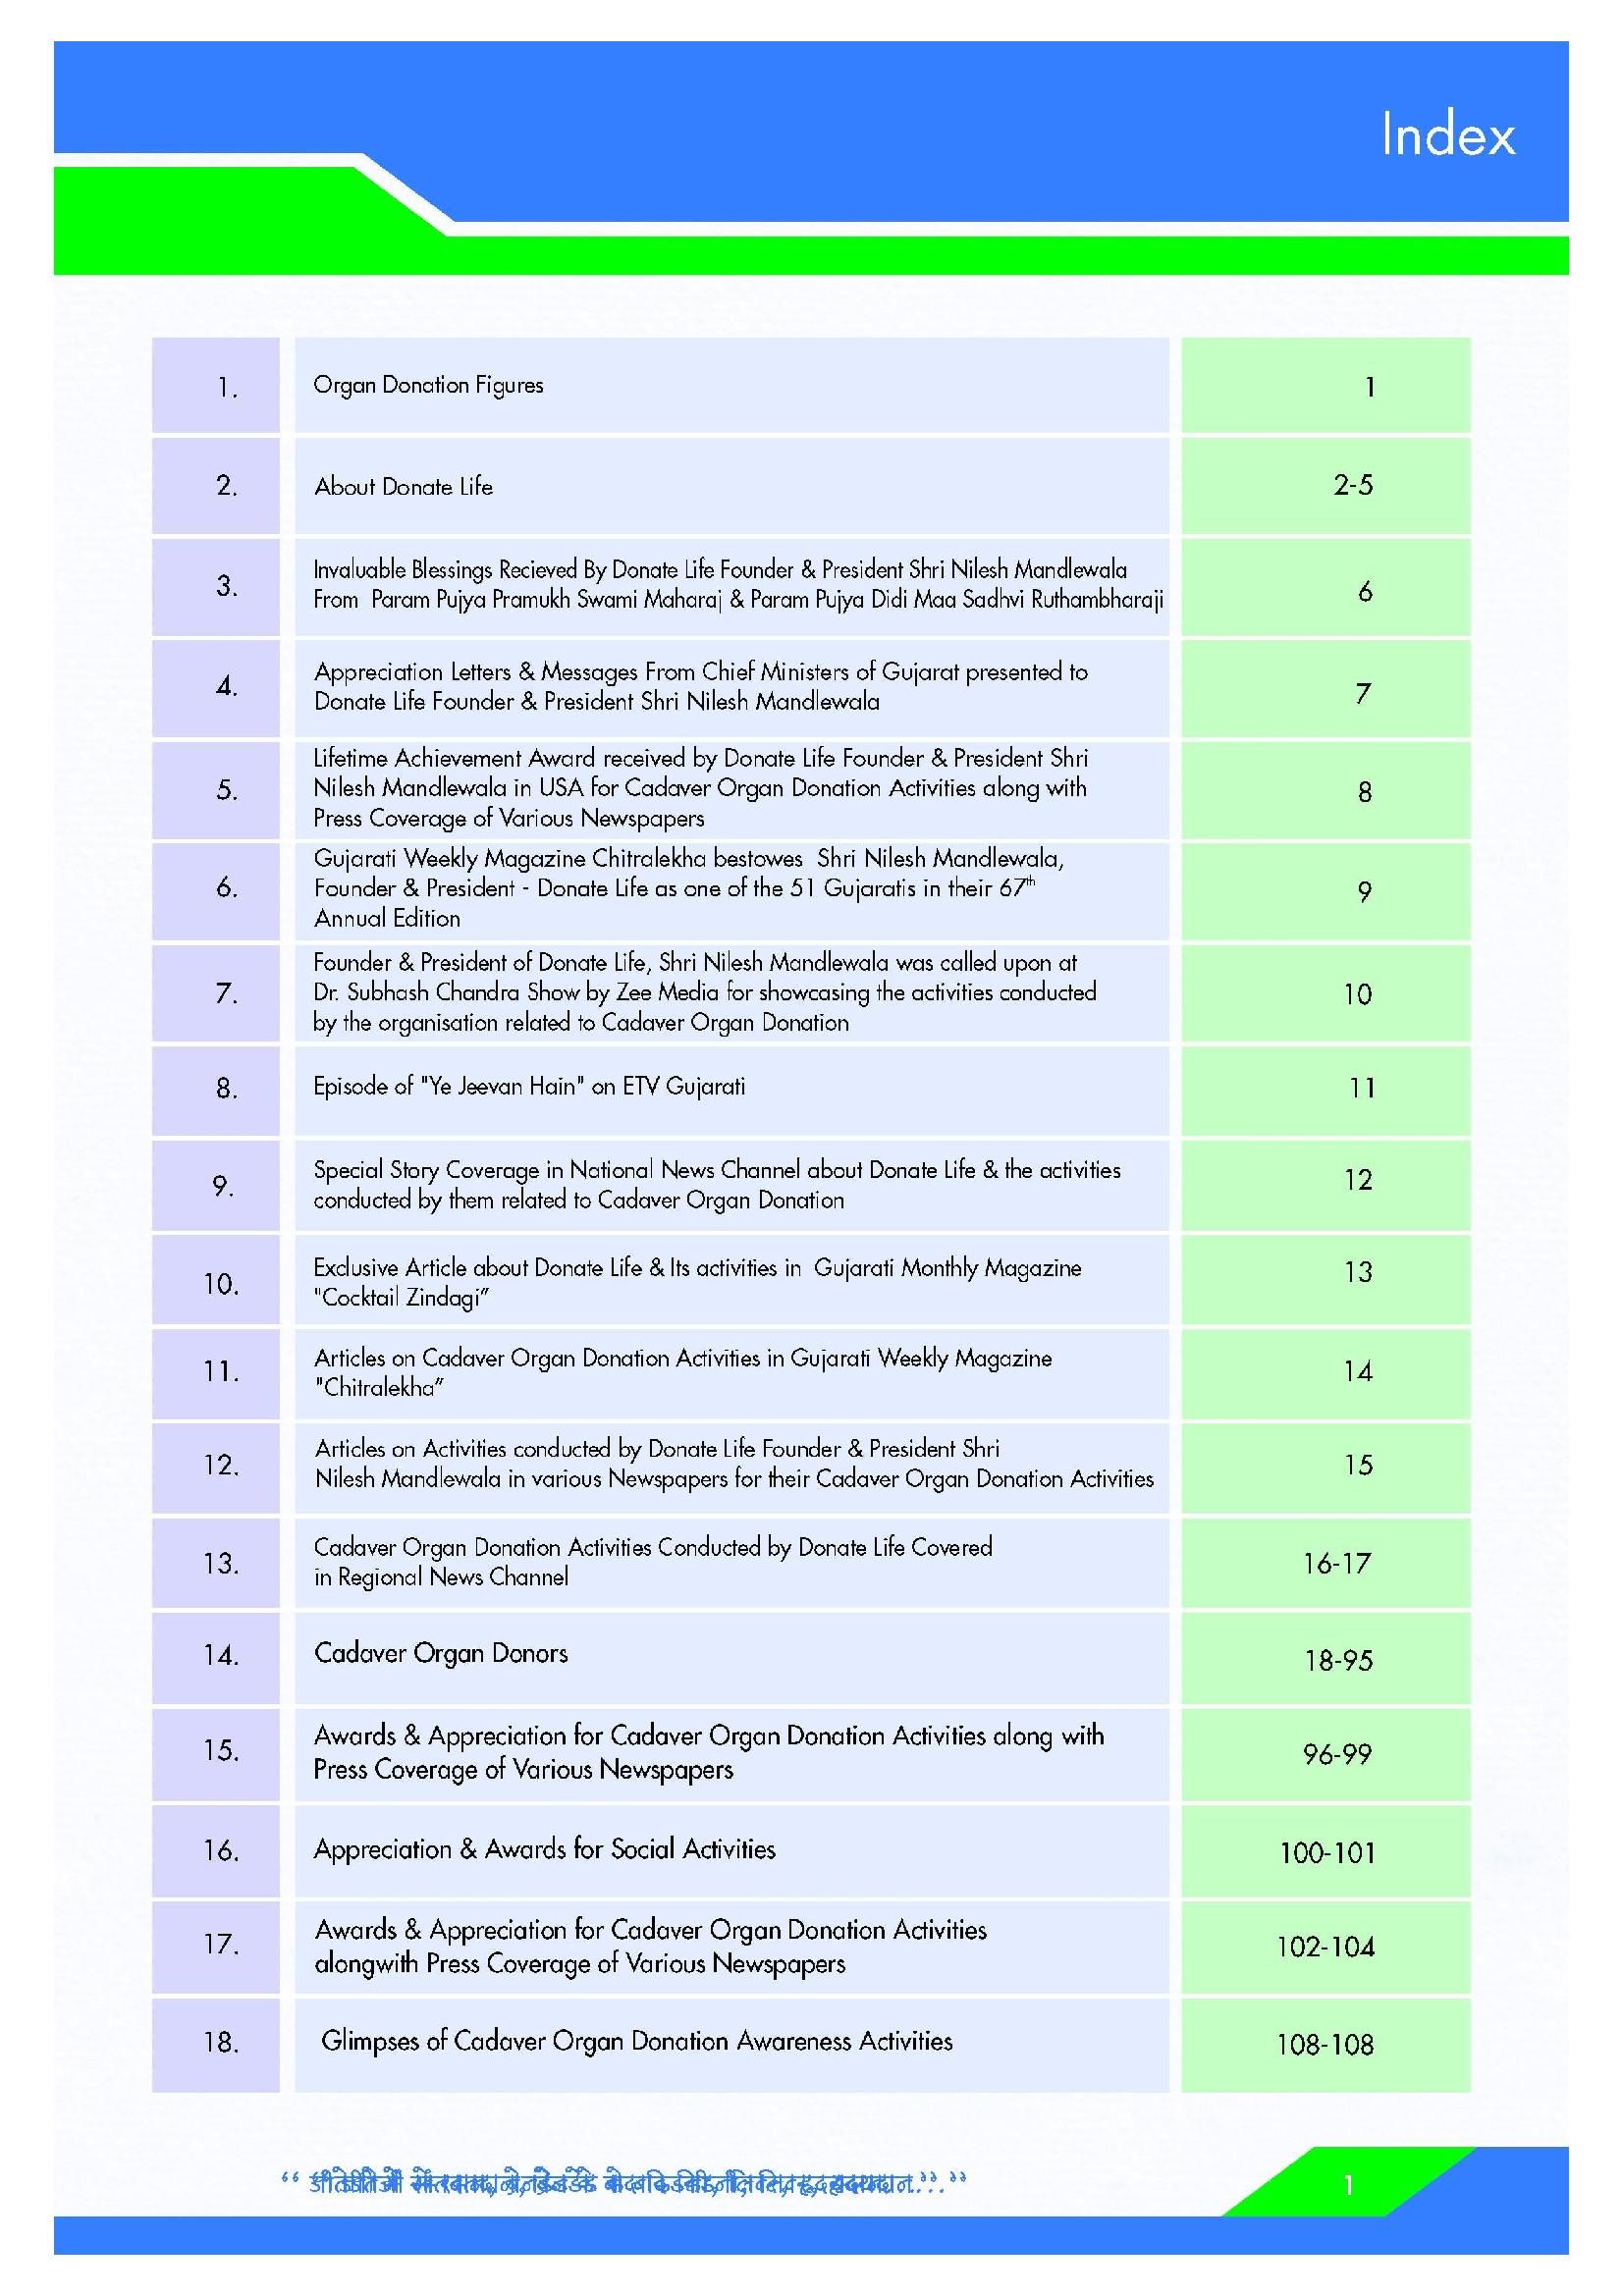 Index
1. Organ Donation Figures 1
2. About Donate Life 2-5
3. Invaluable Blessings Recieved By Donate Life Founder & President Shri Nilesh Mandlewala
From Param Pujya Pramukh Swami Maharaj & Param Pujya Didi Maa Sadhvi Ruthambharaji 6
4. Appreciation Letters & Messages From Chief Ministers of Gujarat presented to
Donate Life Founder & President Shri Nilesh Mandlewala 7
Lifetime Achievement Award received by Donate Life Founder & President Shri
5. Nilesh Mandlewala in USA for Cadaver Organ Donation Activities along with 8
Press Coverage of Various Newspapers
Gujarati Weekly Magazine Chitralekha bestowes Shri Nilesh Mandlewala,
6. Founder & President - Donate Life as one of the 51 Gujaratis in their 67th 9
Annual Edition
Founder & President of Donate Life, Shri Nilesh Mandlewala was called upon at
7. Dr. Subhash Chandra Show by Zee Media for showcasing the activities conducted 10
by the organisation related to Cadaver Organ Donation
8. Episode of "Ye Jeevan Hain" on ETV Gujarati 11
9. Special Story Coverage in National News Channel about Donate Life & the activities 12
conducted by them related to Cadaver Organ Donation
10. Exclusive Article about Donate Life & Its activities in Gujarati Monthly Magazine 13
"Cocktail Zindagi”
11. Articles on Cadaver Organ Donation Activities in Gujarati Weekly Magazine 14
"Chitralekha”
12. Articles on Activities conducted by Donate Life Founder & President Shri 15
Nilesh Mandlewala in various Newspapers for their Cadaver Organ Donation Activities
13. Cadaver Organ Donation Activities Conducted by Donate Life Covered 16-17
in Regional News Channel
14. Cadaver Organ Donors 18-95
15. Awards & Appreciation for Cadaver Organ Donation Activities along with 96-99
Press Coverage of Various Newspapers
16. Appreciation & Awards for Social Activities 100-101
17. Awards & Appreciation for Cadaver Organ Donation Activities 102-104
alongwith Press Coverage of Various Newspapers
18. Glimpses of Cadaver Organ Donation Awareness Activities 108-108
1